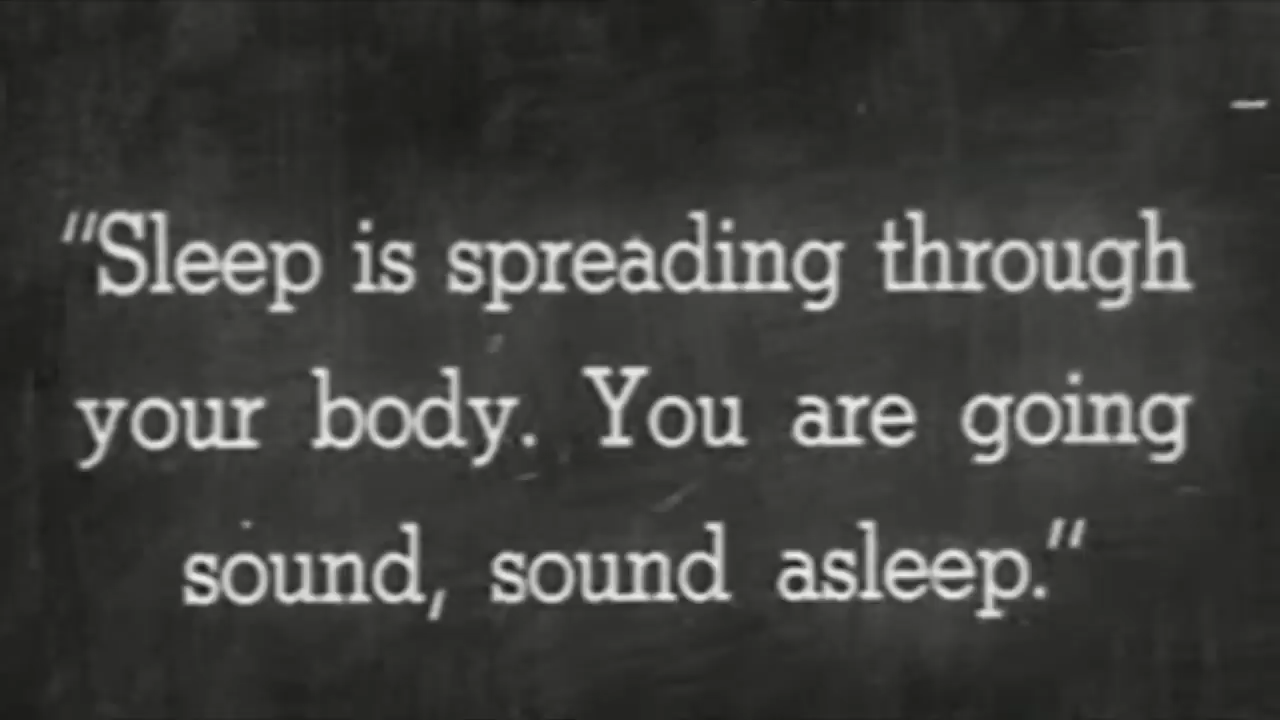 "Sleep is spreading through
your body. You are going
sound, sound asleep."